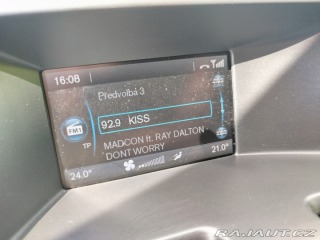 16:08
Předvolba 3
FM1
92.9 KISS
TP
MADCON ft. RAY DALTON -
DONT WORRY
24.0°
21.0°
RAJAUT.CZ